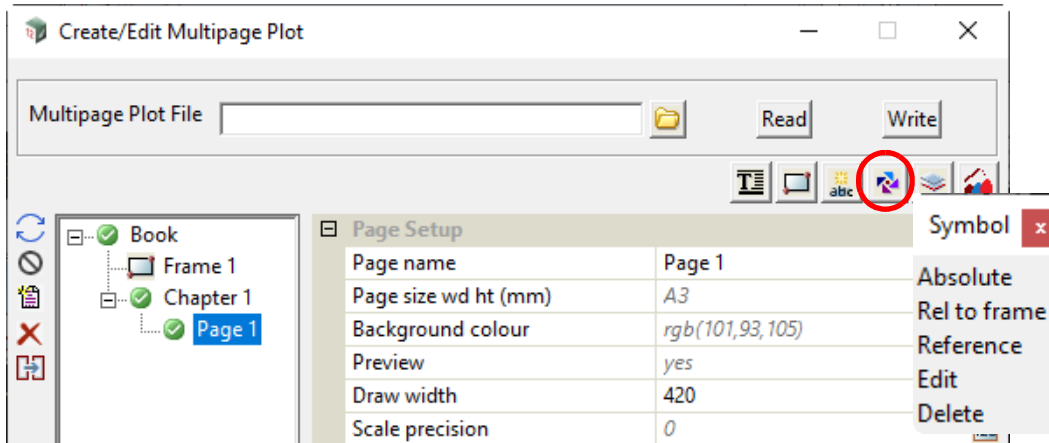 Create/Edit Multipage Plot
Multipage Plot File Read Write
T abc
Symbol x
Book
Frame 1
Chapter 1
Page 1
Page Setup
Page name Page 1
Page size wd ht (mm) A3
Background colour rgb(101,93,105)
Preview yes
Draw width 420
Scale precision 0
Absolute
Rel to frame
Reference
Edit
Delete